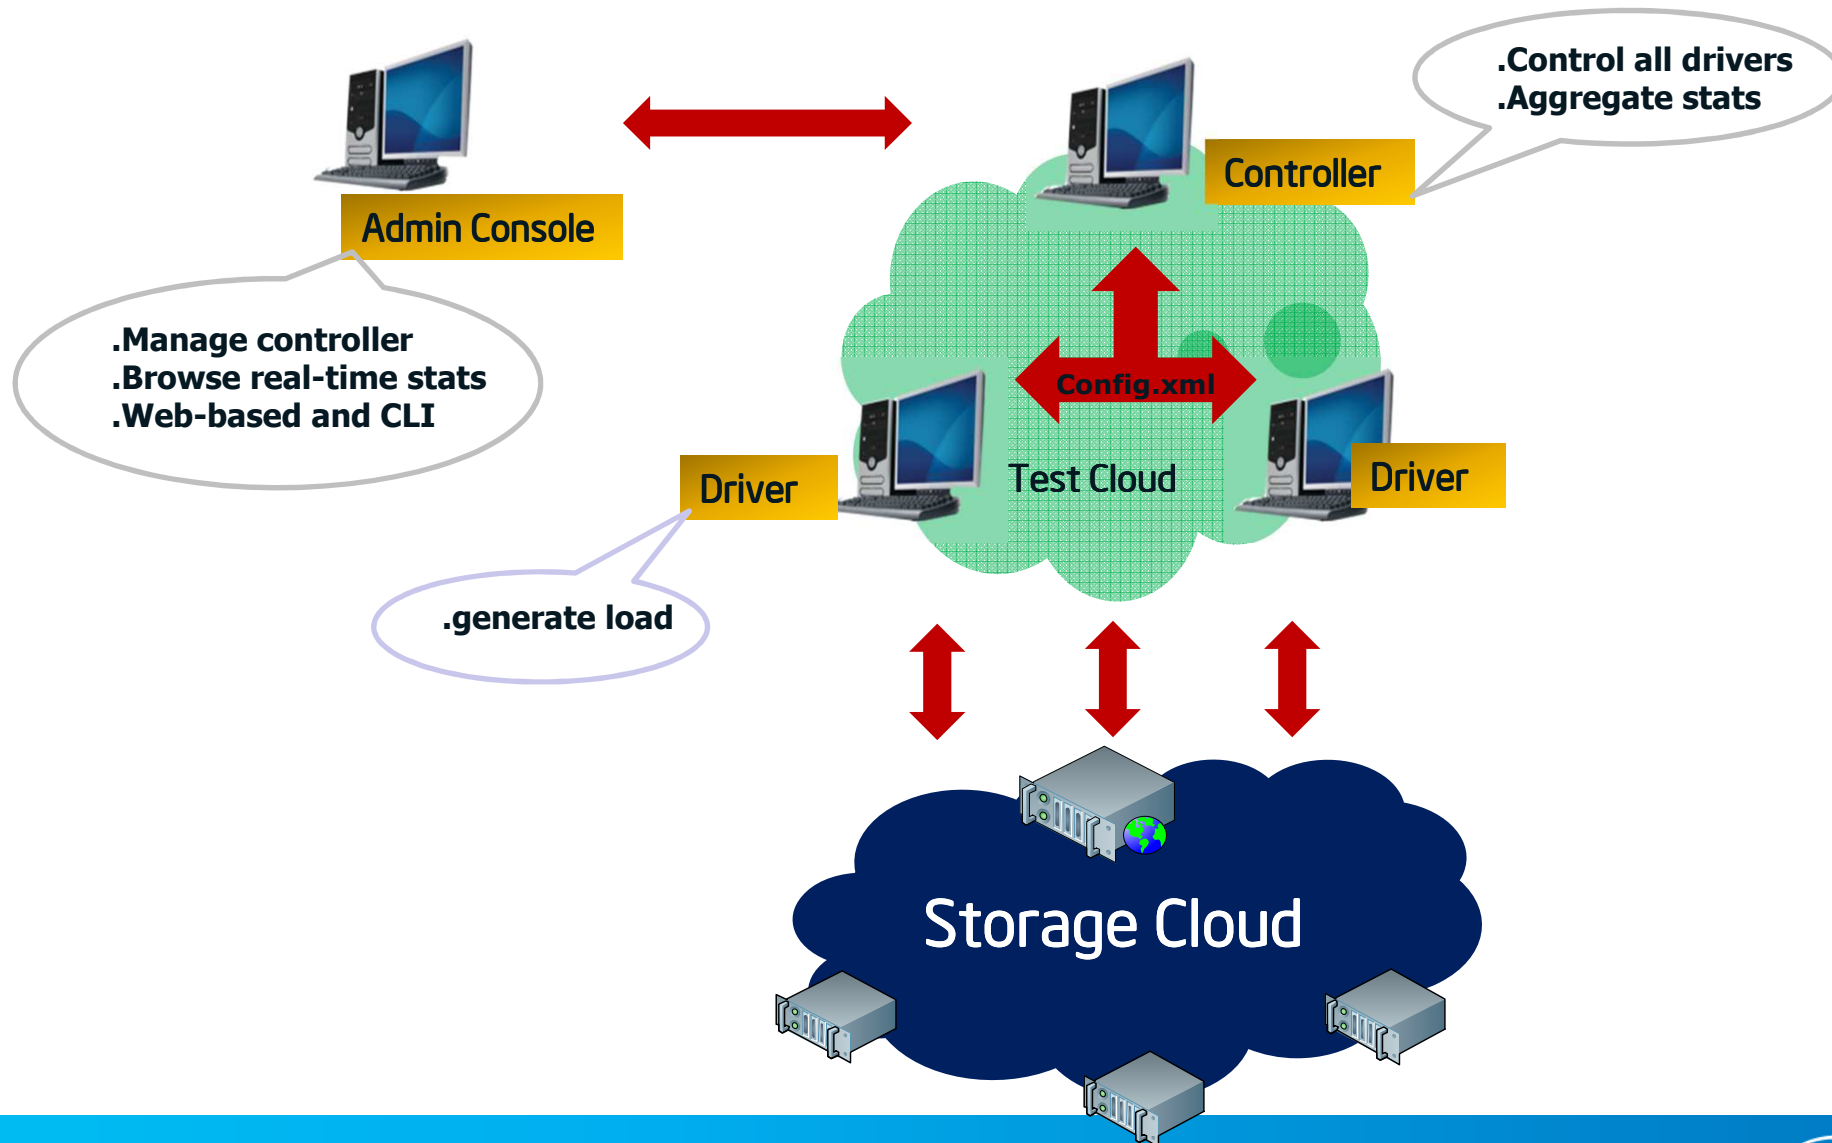 .Control all drivers
.Aggregate stats
Controller
Admin Console
.Manage controller
.Browse real-time stats
.Web-based and CLI
Config.xml
Driver
Test Cloud
Driver
.generate load
Storage Cloud